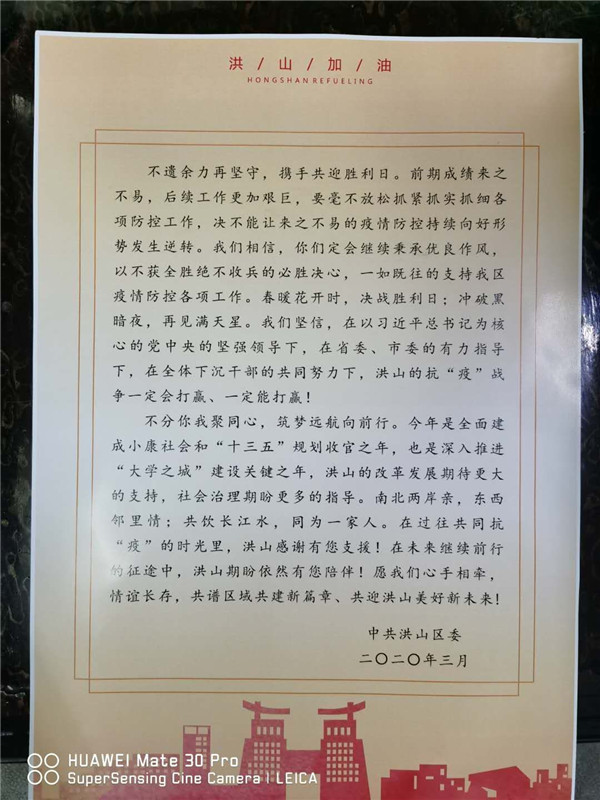 洪/山/加/油
HONGSHAN REFUELING
不遗余力再坚守，携手共迎胜利日。前期成绩来之
不易，后续工作更加艰巨，要毫不放松抓紧抓实抓细各
项防控工作，决不能让来之不易的疫情防控持续向好形
势发生逆转。我们相信，你们定会继续秉承优良作风，
以不获全胜绝不收兵的必胜决心，一如既往的支持我区
疫情防控各项工作。春暖花开时，决战胜利日；冲破黑
暗夜，再见满天星。我们坚信，在以习近平总书记为核
心的党中央的坚强领导下，在省委、市委的有力指导
下，在全体下沉干部的共同努力下，洪山的抗“疫”战
争一定会打赢、一定能打赢！
不分你我聚同心，筑梦远航向前行。今年是全面建
成小康社会和“十三五”规划收官之年，也是深入推进
“大学之城”建设关键之年，洪山的改革发展期待更大
的支持，社会治理期盼更多的指导。南北两岸亲，东西
邻里情；共饮长江水，同为一家人。在过往共同抗
“疫”的时光里，洪山感谢有您支援！在未来继续前行
的征途中，洪山期盼依然有您陪伴！愿我们心手相牵，
情谊长存，共谱区域共建新篇章、共迎洪山美好新未来！
中共洪山区委
二〇二〇年三月
HUAWEI Mate 30 Pro
SuperSensing Cine Camera | LEICA